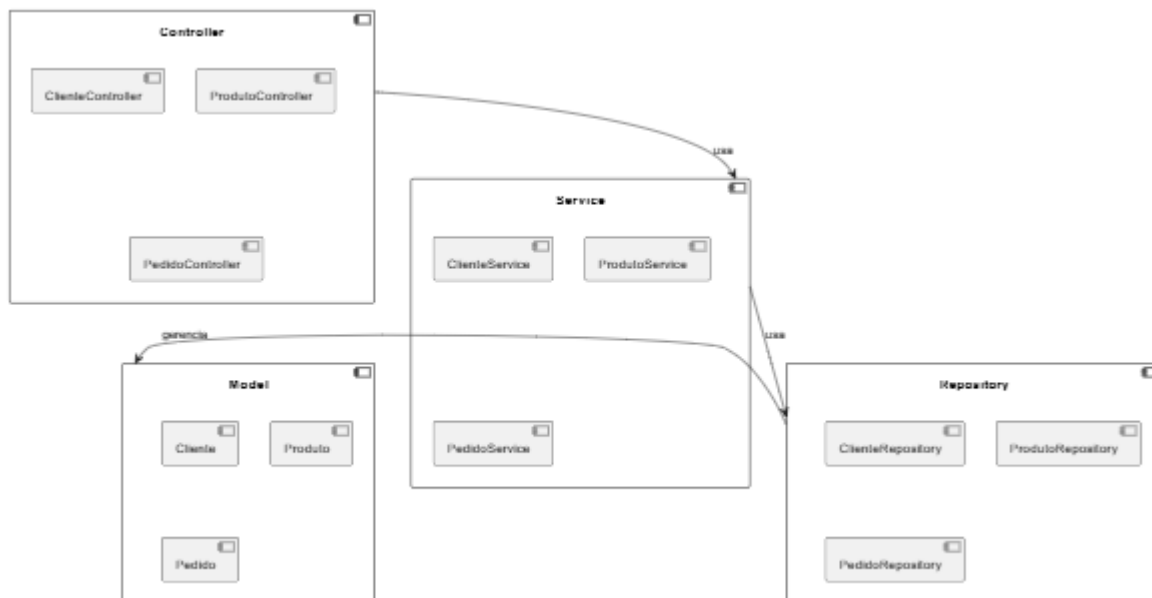 Controller
ClienteController
ProdutoController
PedidoController
usa
Service
ClienteService
ProdutoService
PedidoService
usa
gerencia
Model
Cliente
Produto
Pedido
Repository
ClienteRepository
ProdutoRepository
PedidoRepository